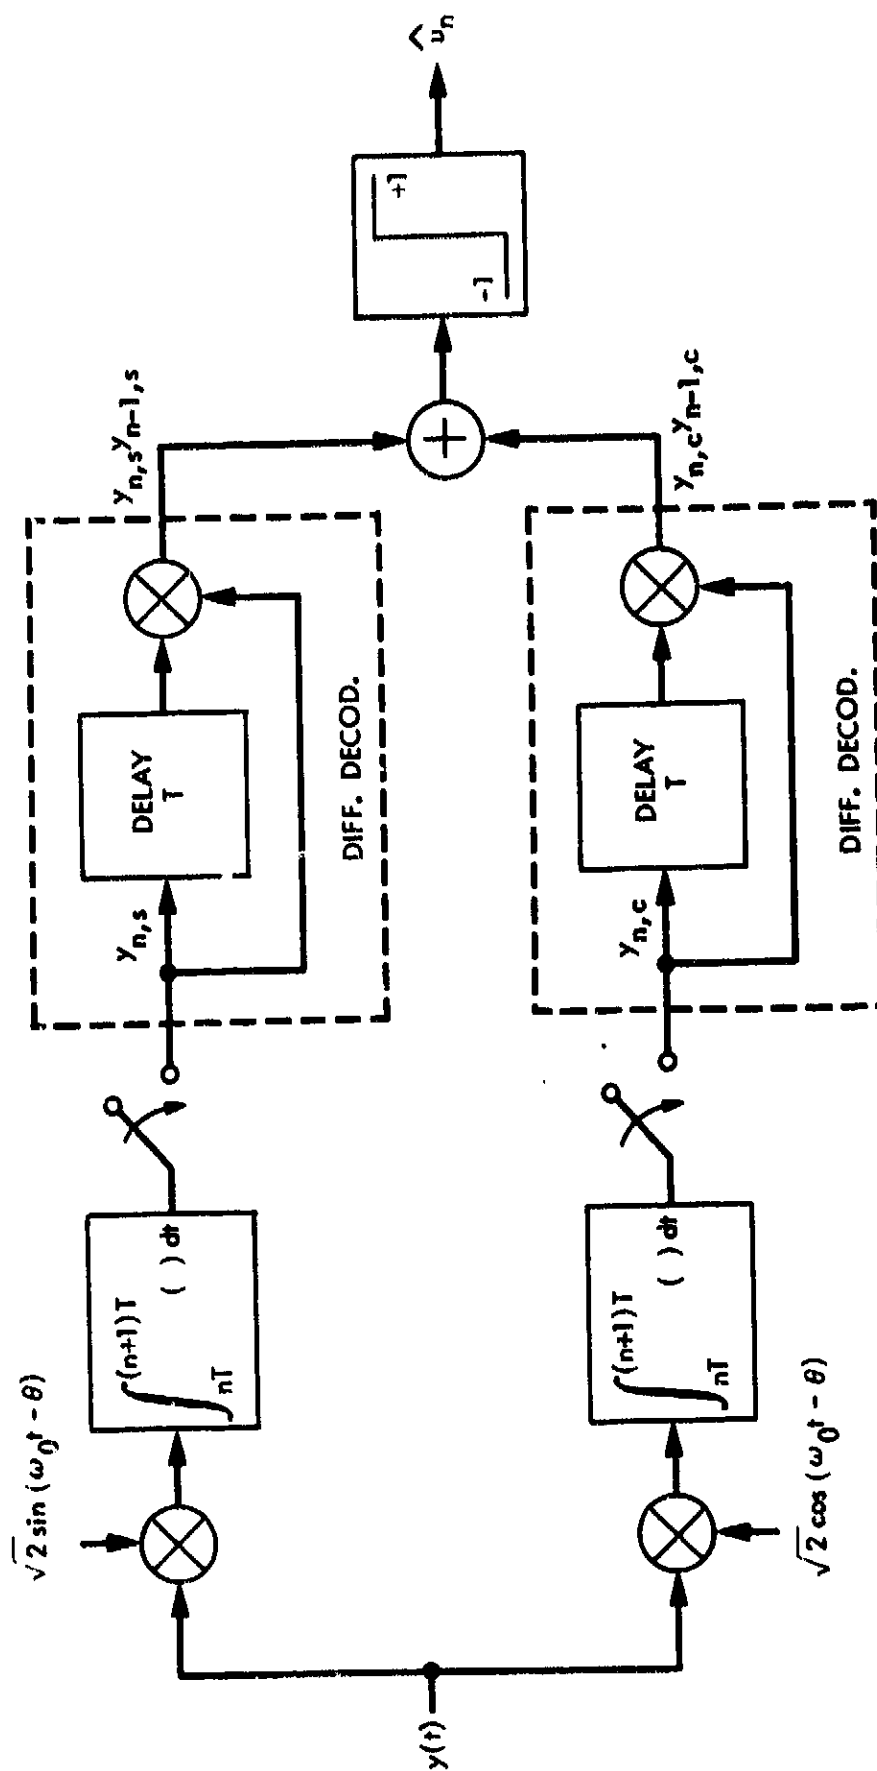 y(t)
√2 sin (ω0t - θ)
∫ (n+1)T
nT
( ) dt
yn,s
DELAY
T
DIFF. DECOD.
yn,syn-1,s
√2 cos (ω0t - θ)
∫ (n+1)T
nT
( ) dt
yn,c
DELAY
T
DIFF. DECOD.
yn,cyn-1,c
+
+1
-1
υ̂n